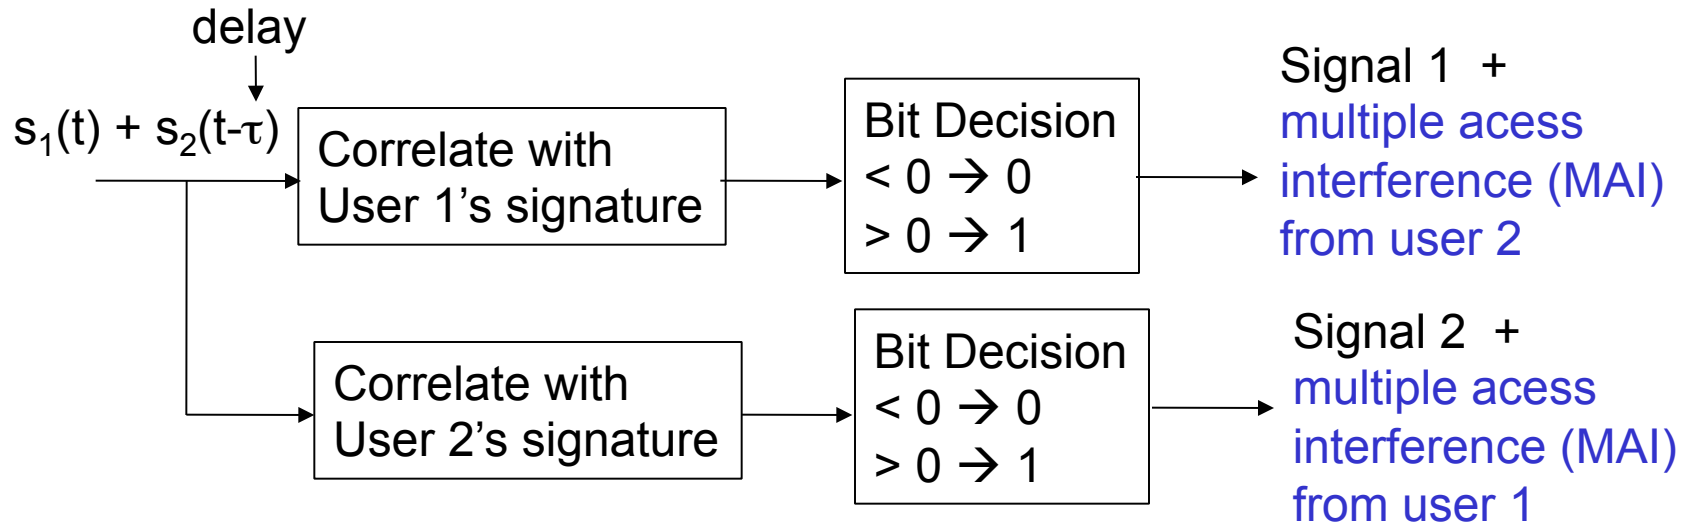 delay
s₁(t) + s₂(t-τ)
Correlate with
User 1’s signature
Bit Decision
< 0 → 0
> 0 → 1
Signal 1 +
multiple acess
interference (MAI)
from user 2
Correlate with
User 2’s signature
Bit Decision
< 0 → 0
> 0 → 1
Signal 2 +
multiple acess
interference (MAI)
from user 1